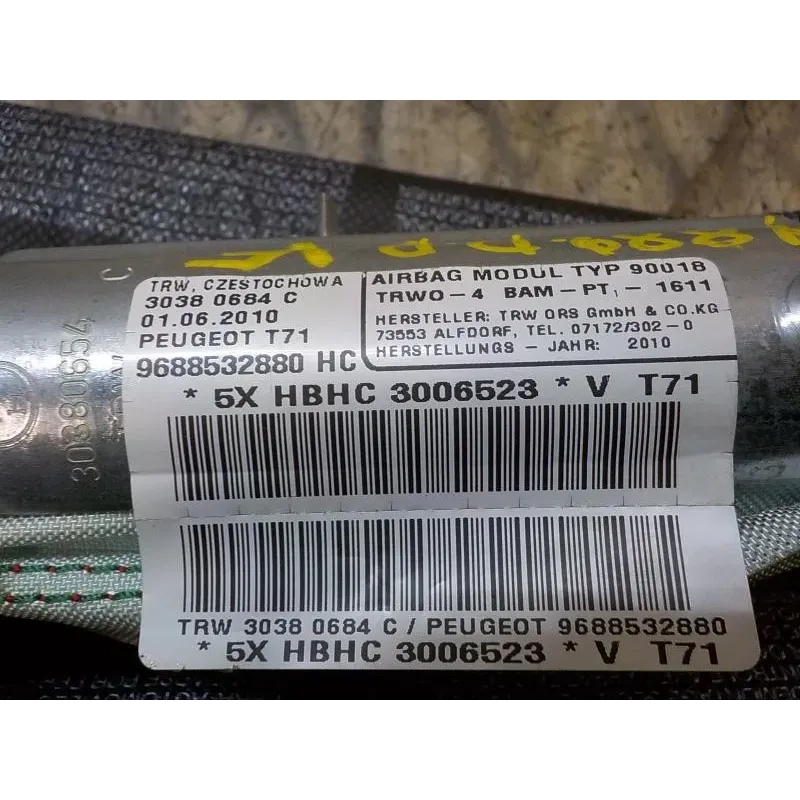 TRW, CZESTOCHOWA
3038 0684 C
01.06.2010
PEUGEOT T71
9688532880 HC
AIRBAG MODUL TYP 90018
TRWO-4 BAM-PT,-1611
HERSTELLER: TRW ORS GmbH & CO.KG
73553 ALFDORF, TEL. 07172/302-0
HERSTELLUNGS - JAHR: 2010
* 5X HBHC 3006523 * V T71
TRW 3038 0684 C / PEUGEOT 9688532880
* 5X HBHC 3006523 * V T71
30380654 C